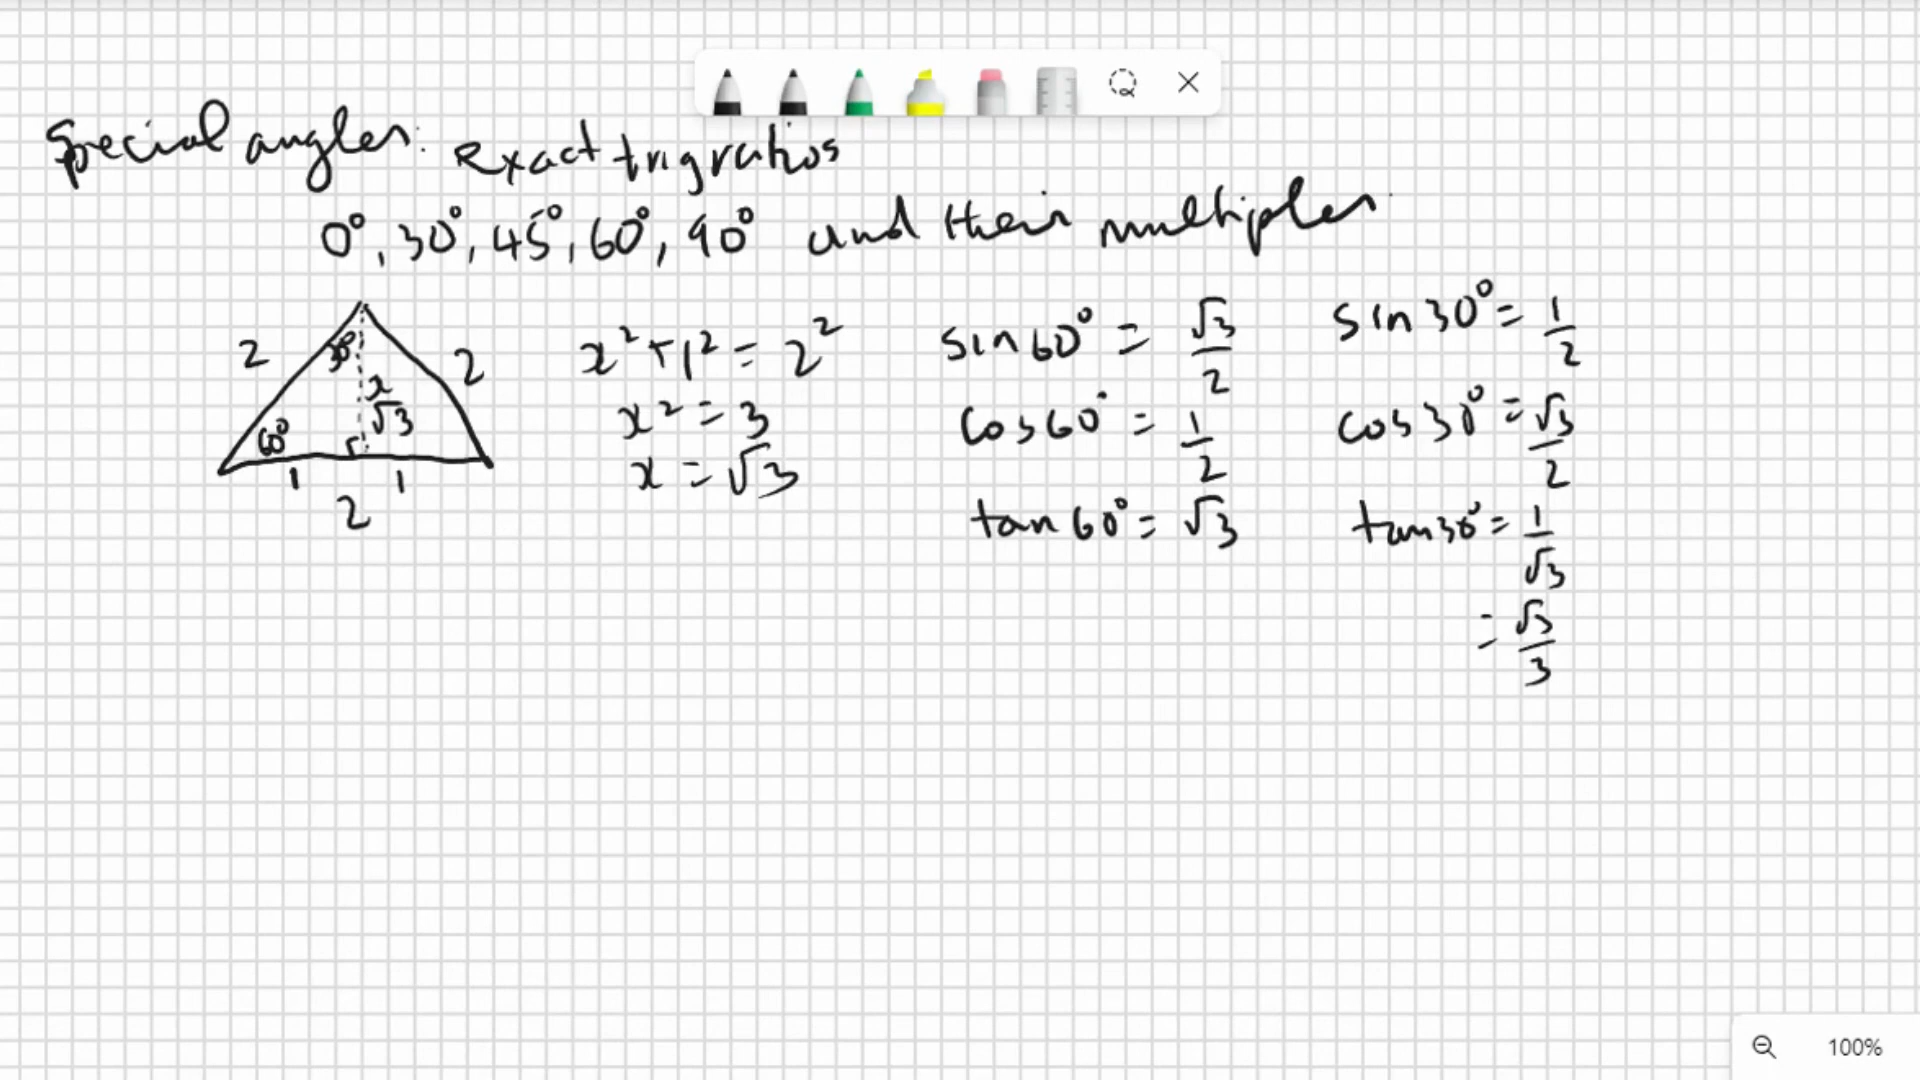 Special angles: exact trig ratios
0°, 30°, 45°, 60°, 90° and their multiples.
2 30° 2
x
√3
60°
1 1
2
x² + 1² = 2²
x² = 3
x = √3
sin 60° = √3/2
cos 60° = 1/2
tan 60° = √3
sin 30° = 1/2
cos 30° = √3/2
tan 30° = 1/√3
= √3/3
100%